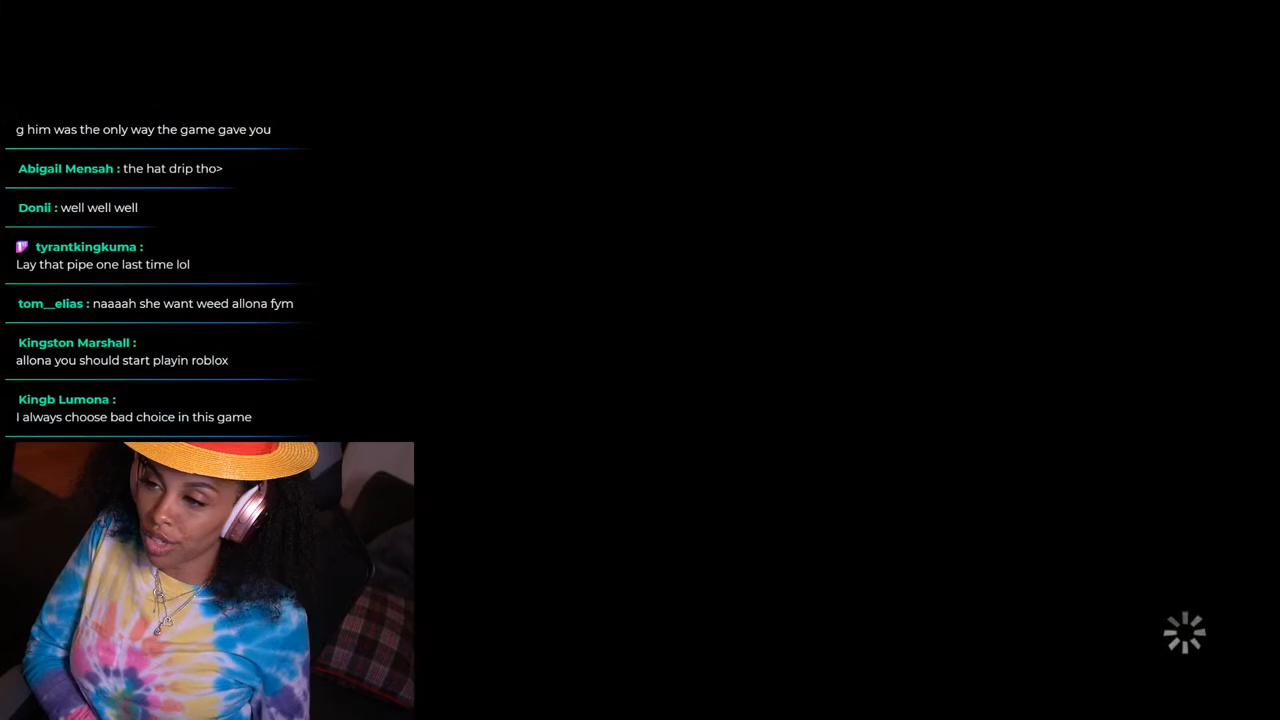 g him was the only way the game gave you
Abigail Mensah : the hat drip tho>
Donii : well well well
tyrantkingkuma :
Lay that pipe one last time lol
tom__elias : naaaah she want weed allona fym
Kingston Marshall :
allona you should start playin roblox
Kingb Lumona :
I always choose bad choice in this game